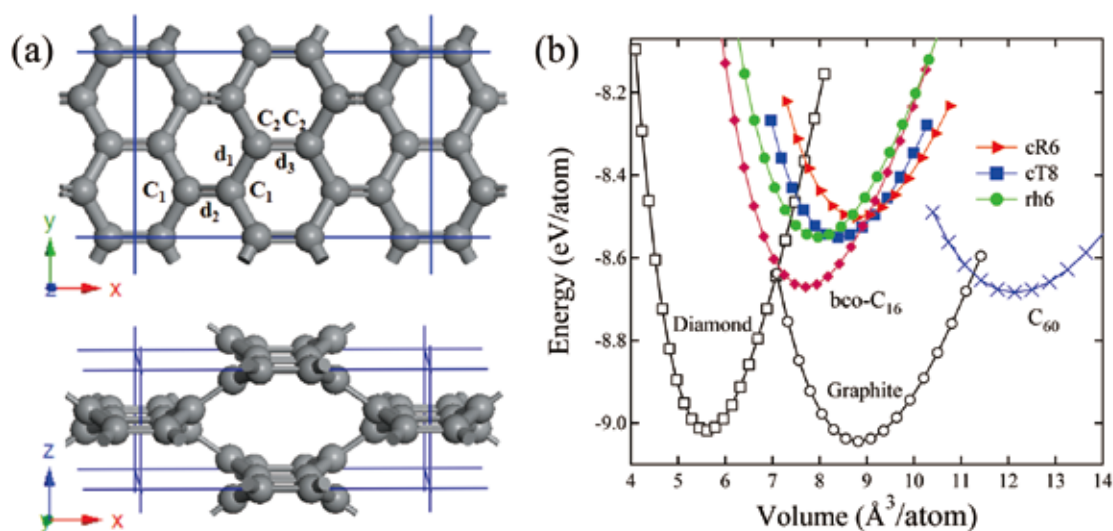 (a)
C₂ C₂
d₁
d₃
C₁
C₁
d₂
y
z
x
z
y
x
(b)
Energy (eV/atom)
-8.2
-8.4
-8.6
-8.8
-9.0
cR6
cT8
rh6
bco-C₁₆
C₆₀
Diamond
Graphite
4 5 6 7 8 9 10 11 12 13 14
Volume (Å³/atom)